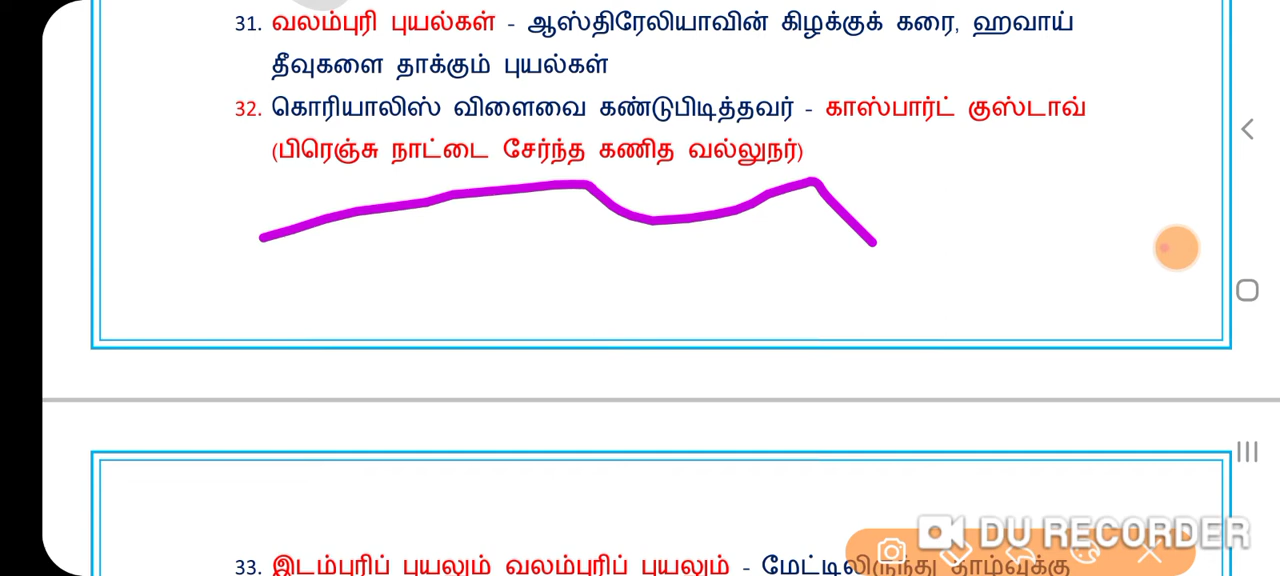 31. வலம்புரி புயல்கள் - ஆஸ்திரேலியாவின் கிழக்குக் கரை, ஹவாய்
தீவுகளை தாக்கும் புயல்கள்
32. கொரியாலிஸ் விளைவை கண்டுபிடித்தவர் - காஸ்பார்ட் குஸ்டாவ்
(பிரெஞ்சு நாட்டை சேர்ந்த கணித வல்லுநர்)
DU RECORDER
33. இடம்புரிப் புயலும் வலம்புரிப் புயலும் - மேட்டிலிருந்து தாழ்வுக்கு